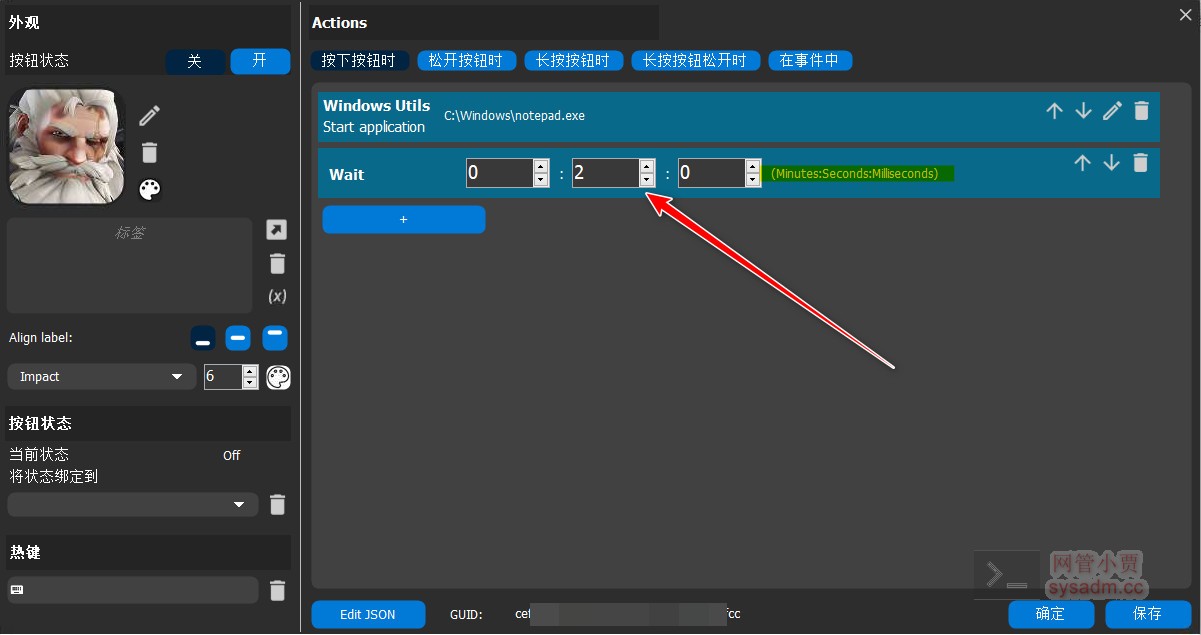 外观
按钮状态
关
开
标签
(x)
Align label:
Impact
6
按钮状态
当前状态
Off
将状态绑定到
热键
Actions
按下按钮时
松开按钮时
长按按钮时
长按按钮松开时
在事件中
Windows Utils
Start application
C:\Windows\notepad.exe
Wait
0 : 2 : 0
(Minutes:Seconds:Milliseconds)
+
Edit JSON
GUID:
cef
fcc
网管小贾
sysadm.cc
确定
保存